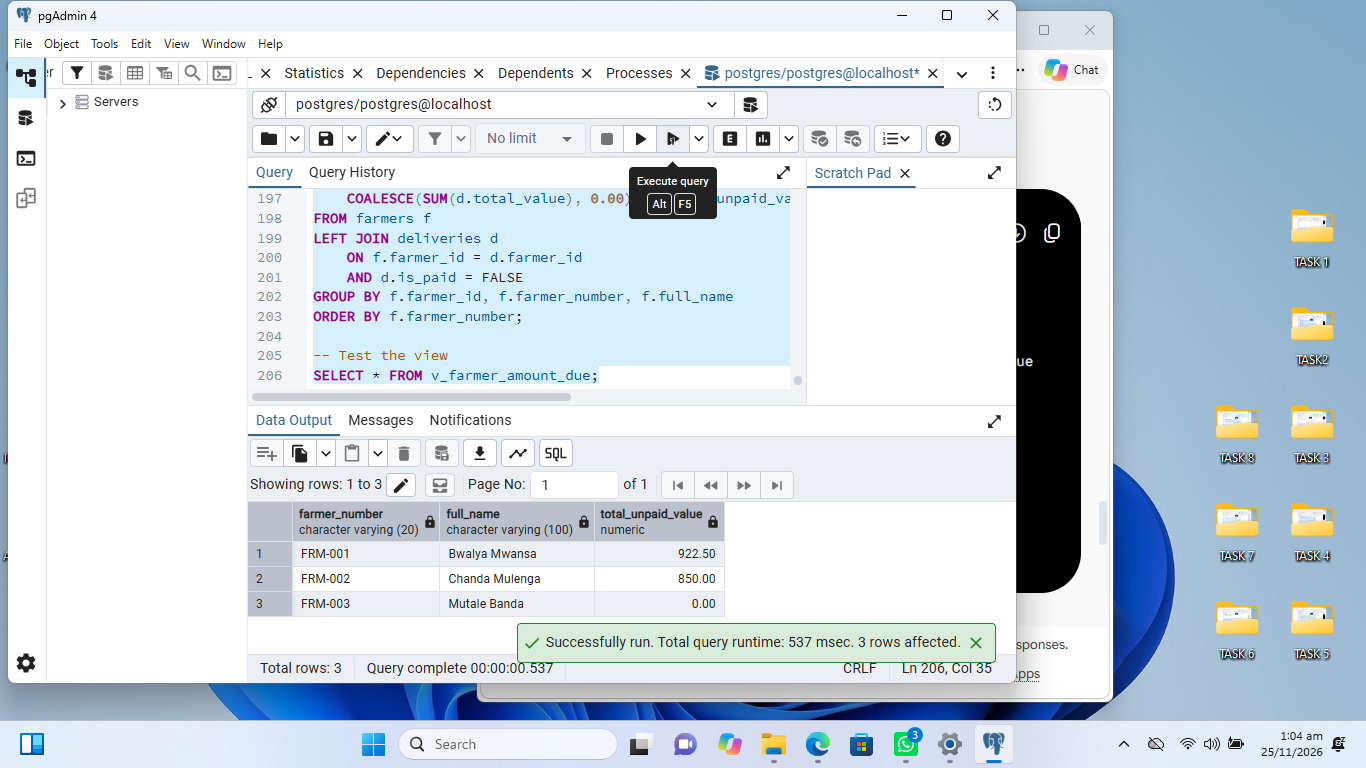 pgAdmin 4
File Object Tools Edit View Window Help
er
Statistics
Dependencies
Dependents
Processes
postgres/postgres@localhost*
Chat
Servers
postgres/postgres@localhost
No limit
E
Query
Query History
Scratch Pad
Execute query
Alt F5
197 COALESCE(SUM(d.total_value), 0.00) unpaid_va
198 FROM farmers f
199 LEFT JOIN deliveries d
200 ON f.farmer_id = d.farmer_id
201 AND d.is_paid = FALSE
202 GROUP BY f.farmer_id, f.farmer_number, f.full_name
203 ORDER BY f.farmer_number;
204
205 -- Test the view
206 SELECT * FROM v_farmer_amount_due;
Data Output Messages Notifications
SQL
Showing rows: 1 to 3
Page No: 1 of 1
farmer_number full_name total_unpaid_value
character varying (20) character varying (100) numeric
1 FRM-001 Bwalya Mwansa 922.50
2 FRM-002 Chanda Mulenga 850.00
3 FRM-003 Mutale Banda 0.00
Successfully run. Total query runtime: 537 msec. 3 rows affected.
Total rows: 3 Query complete 00:00:00.537 CRLF Ln 206, Col 35
ue
sponses.
Apps
TASK 1
TASK2
TASK 8 TASK 3
TASK 7 TASK 4
TASK 6 TASK 5
Search
3
1:04 am
25/11/2026